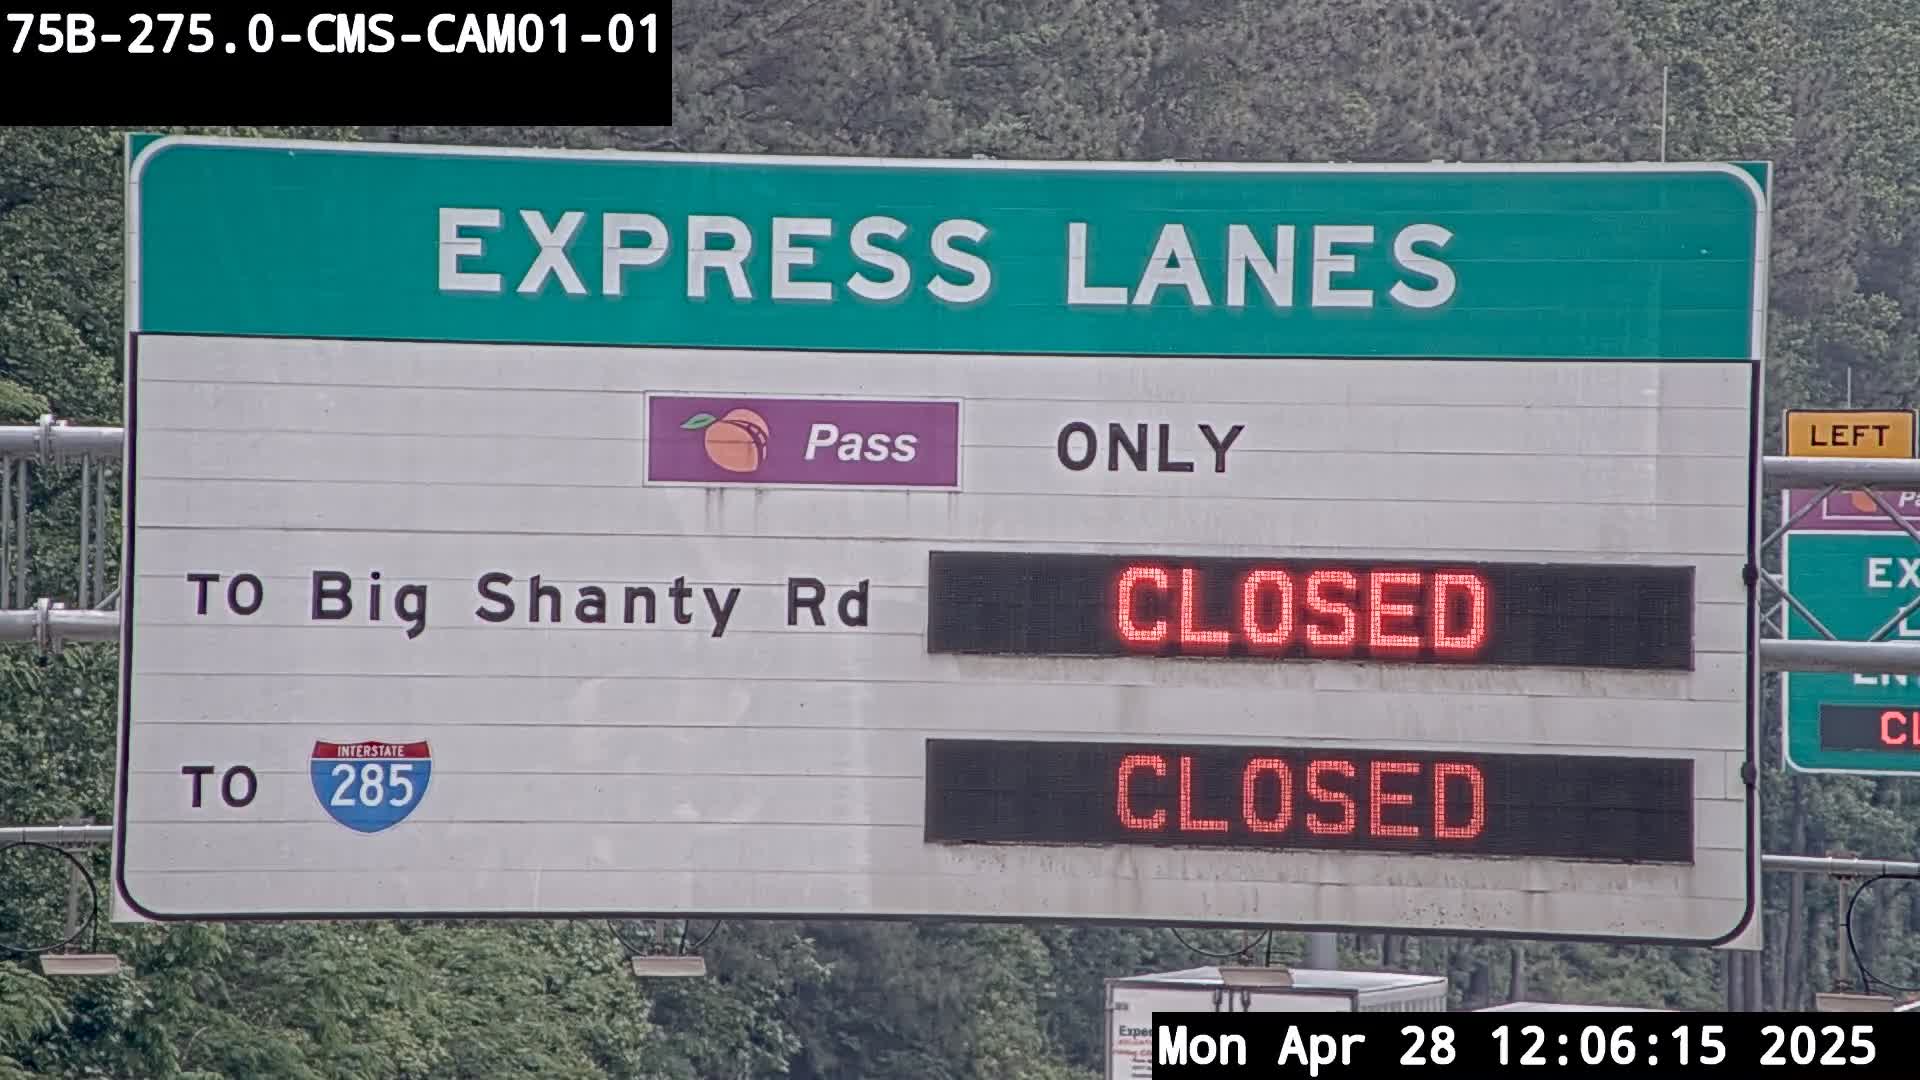 75B-275.0-CMS-CAM01-01
EXPRESS LANES
Pass ONLY
LEFT
TO Big Shanty Rd CLOSED
TO INTERSTATE 285 CLOSED
Mon Apr 28 12:06:15 2025